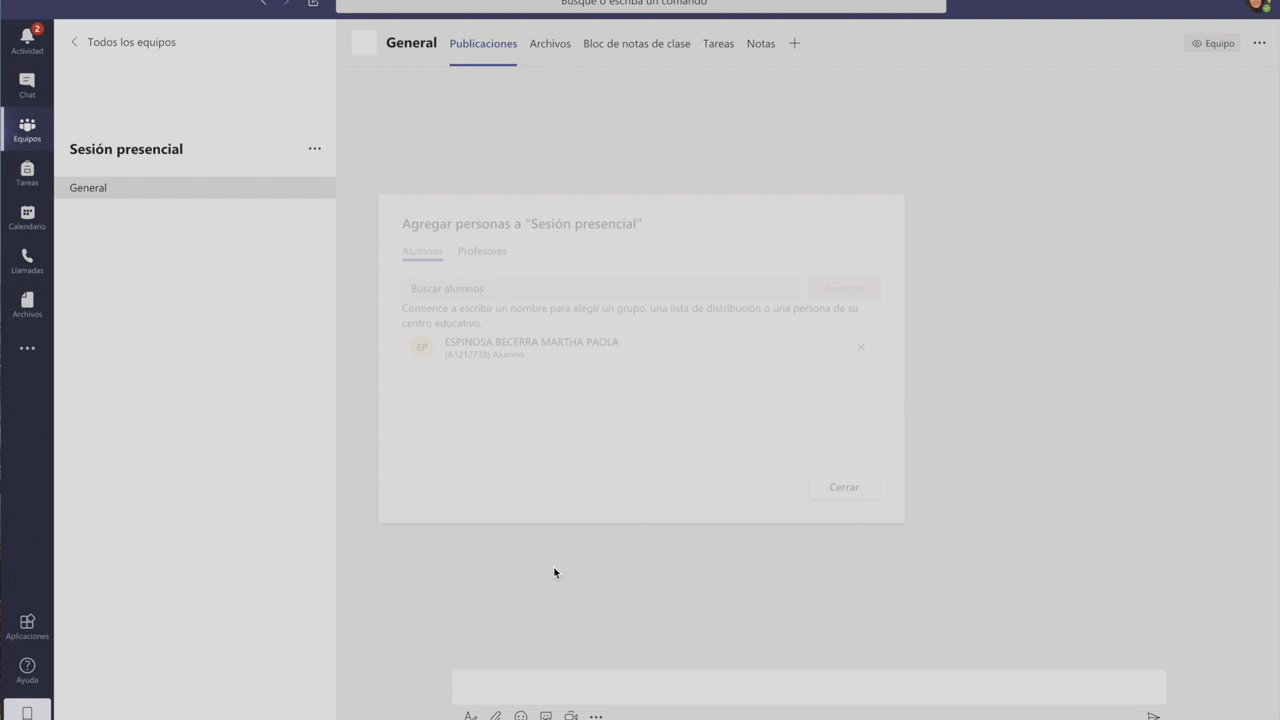 Busque o escriba un comando
2
Actividad
Chat
Equipos
Tareas
Calendario
Llamadas
Archivos
Aplicaciones
Ayuda
Todos los equipos
Sesión presencial
General
General
Publicaciones
Archivos
Bloc de notas de clase
Tareas
Notas
Equipo
Agregar personas a "Sesión presencial"
Alumnos
Profesores
Buscar alumnos
Agregar
Comience a escribir un nombre para elegir un grupo, una lista de distribución o una persona de su
centro educativo.
EP
ESPINOSA BECERRA MARTHA PAOLA
(A1212738) Alumno
Cerrar